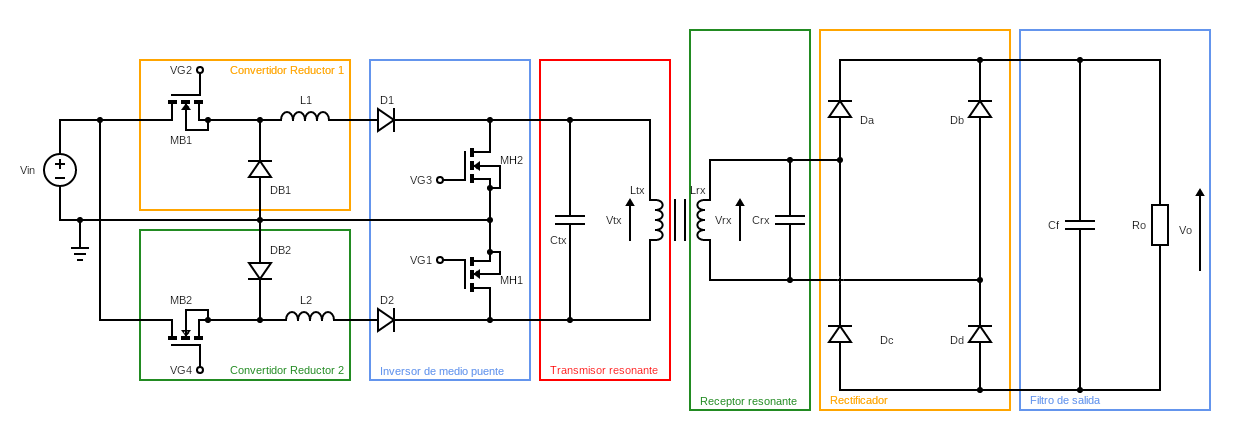 VG2
Convertidor Reductor 1
L1
D1
MB1
Da
Db
Vin
VG3
MH2
DB1
Ltx
Lrx
Vtx
Vrx
Crx
Cf
Ro
Vo
Ctx
DB2
VG1
MH1
MB2
L2
D2
Dc
Dd
VG4
Convertidor Reductor 2
Inversor de medio puente
Transmisor resonante
Receptor resonante
Rectificador
Filtro de salida